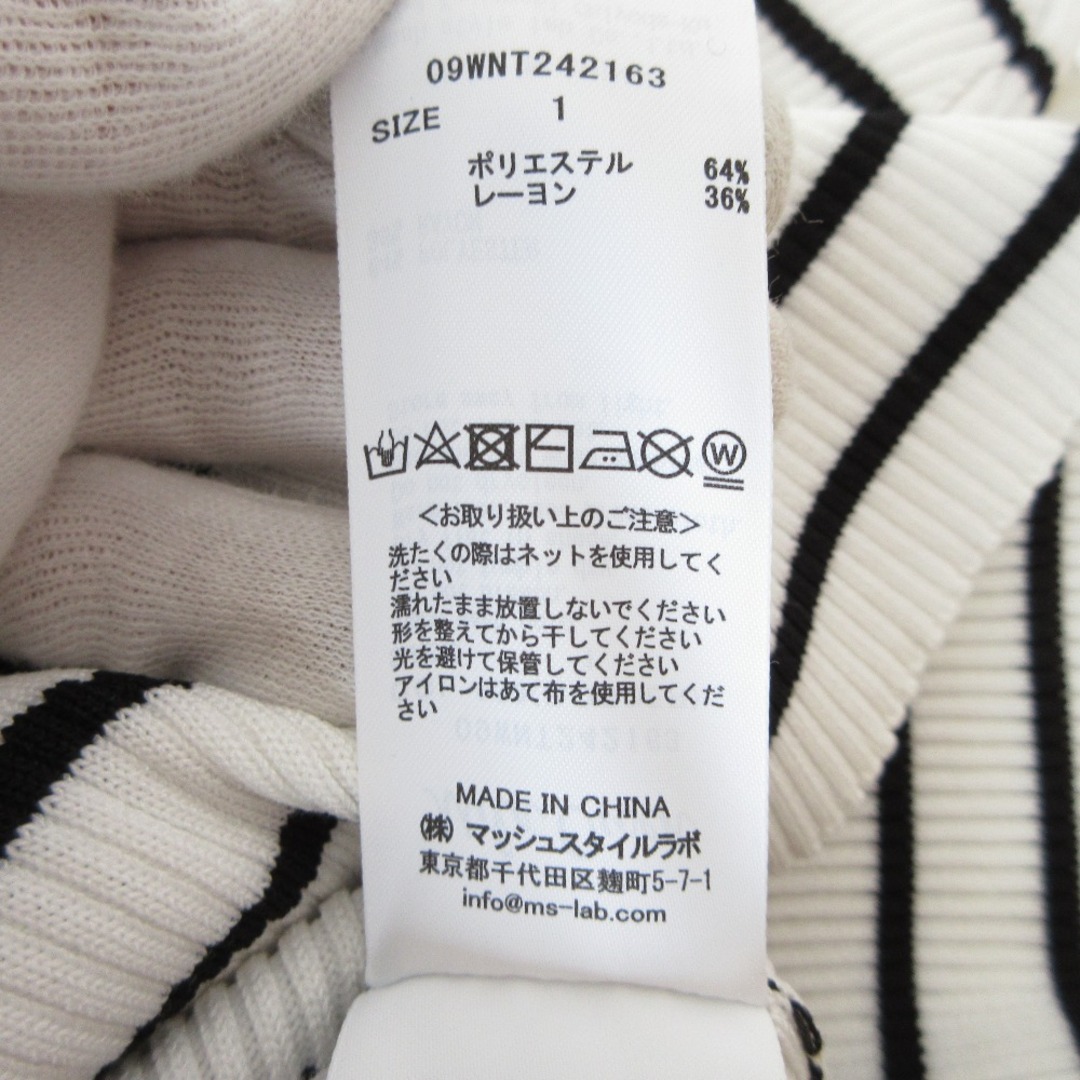 09WNT242163
SIZE 1
ポリエステル 64%
レーヨン 36%
W
<お取り扱い上のご注意>
洗たくの際はネットを使用してく
ださい
濡れたまま放置しないでください
形を整えてから干してください
光を避けて保管してください
アイロンはあて布を使用してくだ
さい
MADE IN CHINA
(株) マッシュスタイルラボ
東京都千代田区麹町5-7-1
info@ms-lab.com